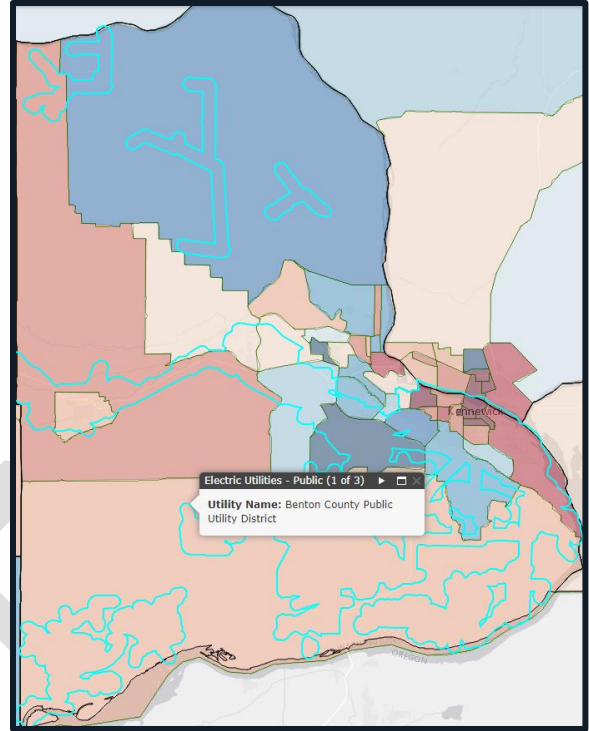 Kennewick
Electric Utilities - Public (1 of 3)
Utility Name: Benton County Public
Utility District
OREGON